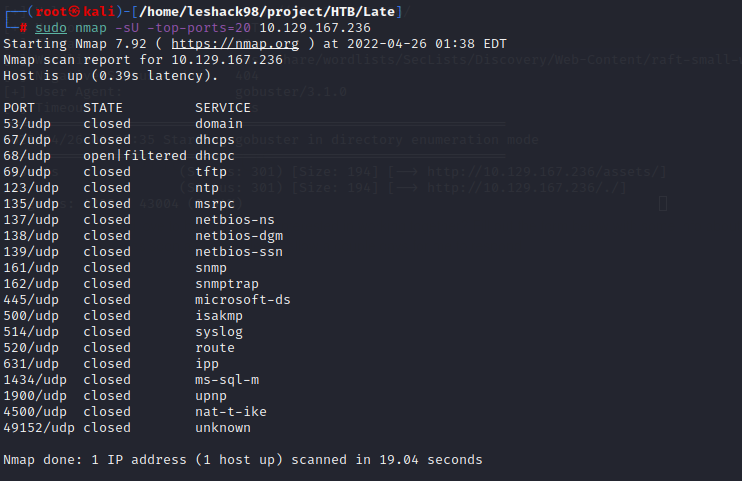 ┌──(root㉿kali)-[/home/leshack98/project/HTB/Late]
└─# sudo nmap -sU -top-ports=20 10.129.167.236
Starting Nmap 7.92 ( https://nmap.org ) at 2022-04-26 01:38 EDT
Nmap scan report for 10.129.167.236
Host is up (0.39s latency).
PORT STATE SERVICE
53/udp closed domain
67/udp closed dhcps
68/udp open|filtered dhcpc
69/udp closed tftp
123/udp closed ntp
135/udp closed msrpc
137/udp closed netbios-ns
138/udp closed netbios-dgm
139/udp closed netbios-ssn
161/udp closed snmp
162/udp closed snmptrap
445/udp closed microsoft-ds
500/udp closed isakmp
514/udp closed syslog
520/udp closed route
631/udp closed ipp
1434/udp closed ms-sql-m
1900/udp closed upnp
4500/udp closed nat-t-ike
49152/udp closed unknown
Nmap done: 1 IP address (1 host up) scanned in 19.04 seconds